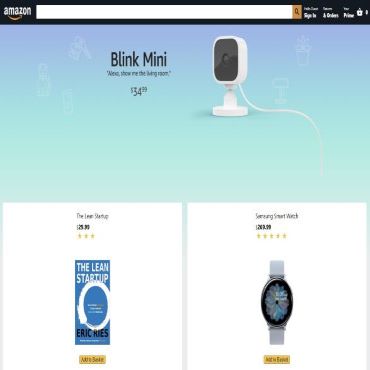 amazon
Hello Guest
Sign In
Returns
& Orders
Your
Prime
0
Blink Mini
"Alexa, show me the living room."
$34⁹⁹
The Lean Startup
$29.99
THE LEAN
STARTUP
ERIC RIES
Add to Basket
Samsung Smart Watch
$269.99
Add to Basket